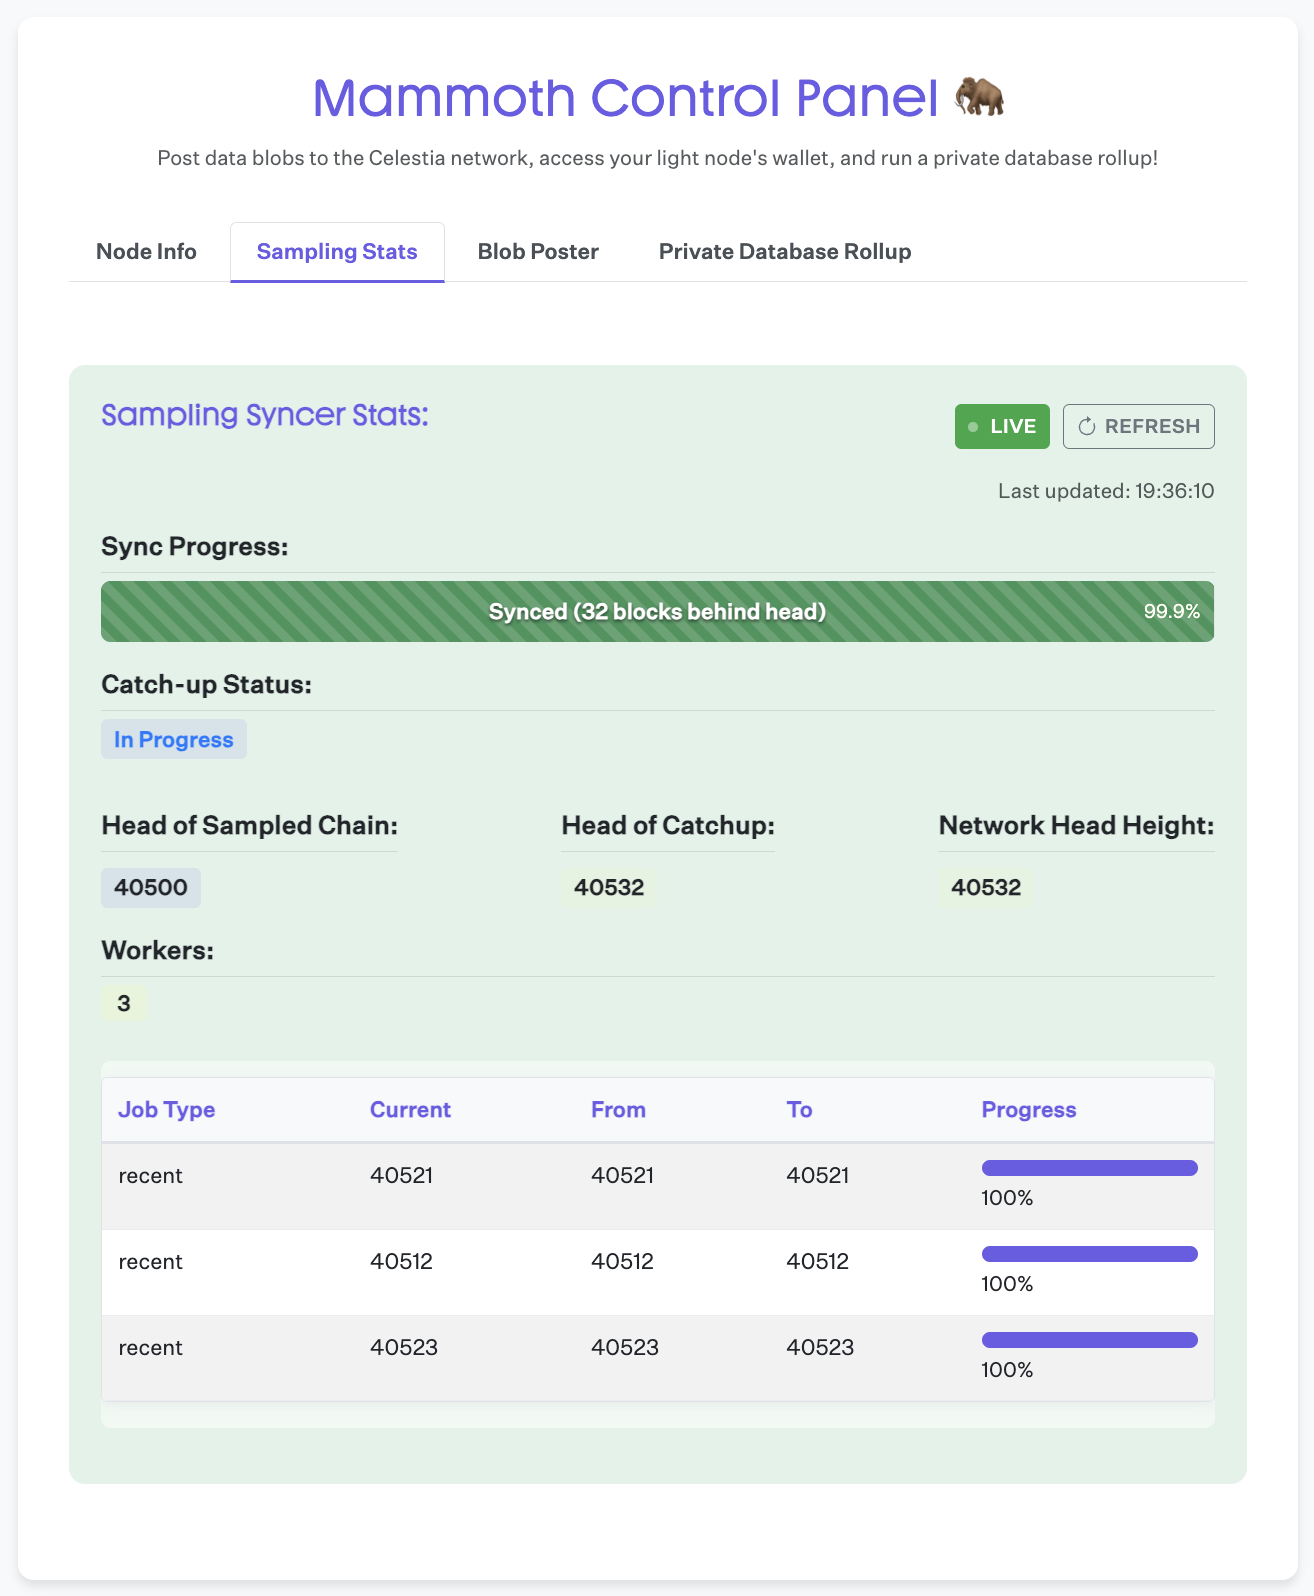 Mammoth Control Panel 🦣
Post data blobs to the Celestia network, access your light node's wallet, and run a private database rollup!
Node Info
Sampling Stats
Blob Poster
Private Database Rollup
Sampling Syncer Stats:
LIVE
REFRESH
Last updated: 19:36:10
Sync Progress:
Synced (32 blocks behind head)
99.9%
Catch-up Status:
In Progress
Head of Sampled Chain:
40500
Head of Catchup:
40532
Network Head Height:
40532
Workers:
3
Job Type Current From To Progress
recent 40521 40521 40521 100%
recent 40512 40512 40512 100%
recent 40523 40523 40523 100%